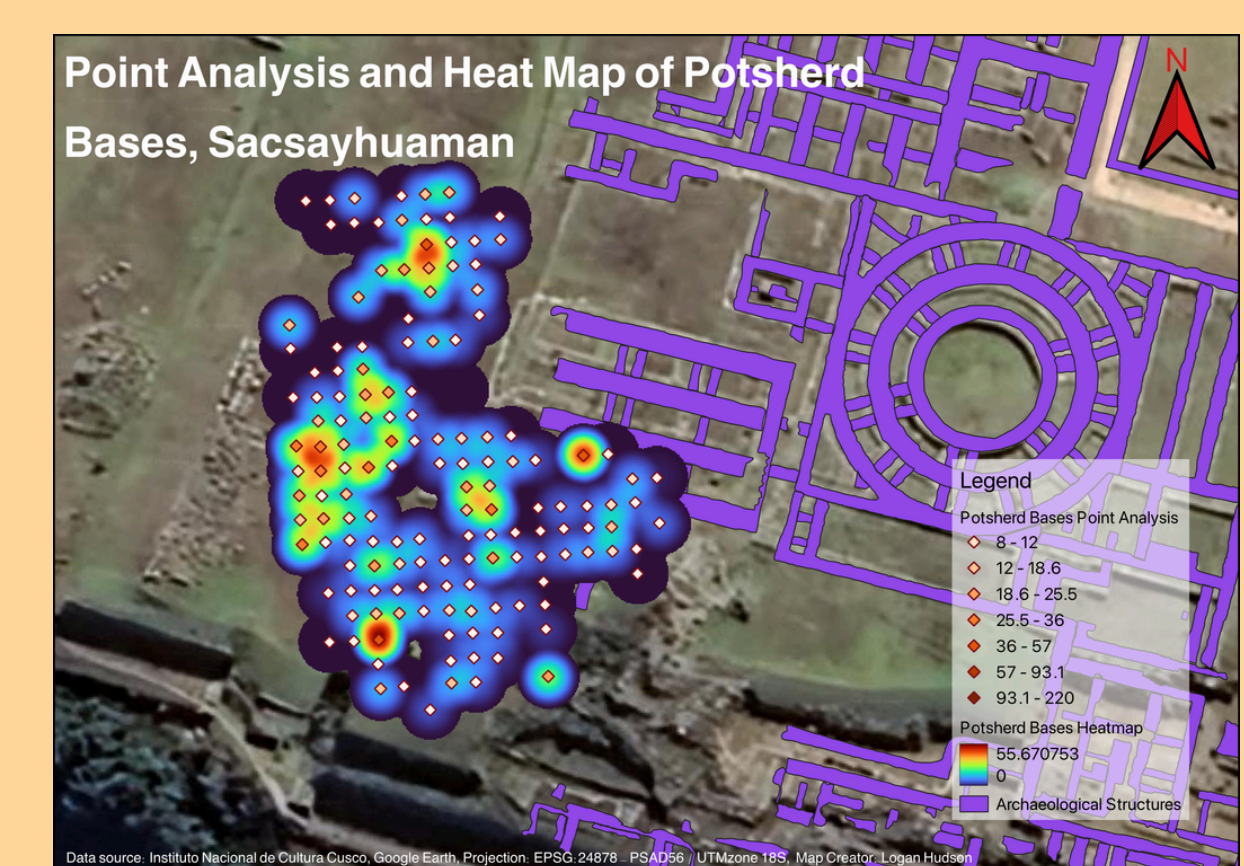 Point Analysis and Heat Map of Potsherd
Bases, Sacsayhuaman
N
Legend
Potsherd Bases Point Analysis
8 - 12
12 - 18.6
18.6 - 25.5
25.5 - 36
36 - 57
57 - 93.1
93.1 - 220
Potsherd Bases Heatmap
55.670753
0
Archaeological Structures
Data source: Instituto Nacional de Cultura Cusco, Google Earth, Projection: EPSG:24878 - PSAD56 / UTMzone 18S, Map Creator: Logan Hudson